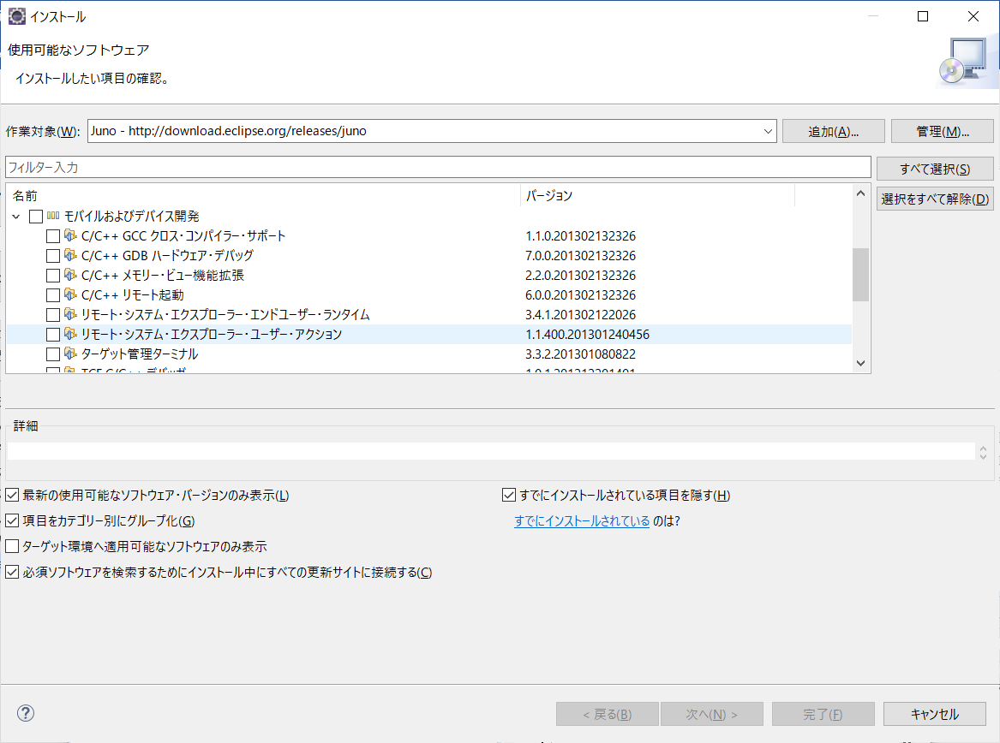 インストール
使用可能なソフトウェア
インストールしたい項目の確認。
作業対象(W): Juno - http://download.eclipse.org/releases/juno 追加(A)... 管理(M)...
フィルター入力 すべて選択(S)
名前 バージョン 選択をすべて解除(D)
モバイルおよびデバイス開発
C/C++ GCC クロス・コンパイラー・サポート 1.1.0.201302132326
C/C++ GDB ハードウェア・デバッグ 7.0.0.201302132326
C/C++ メモリー・ビュー機能拡張 2.2.0.201302132326
C/C++ リモート起動 6.0.0.201302132326
リモート・システム・エクスプローラー・エンドユーザー・ランタイム 3.4.1.201302122026
リモート・システム・エクスプローラー・ユーザー・アクション 1.1.400.201301240456
ターゲット管理ターミナル 3.3.2.201301080822
TCF C/C++ デバッガ
詳細
最新の使用可能なソフトウェア・バージョンのみ表示(L) すでにインストールされている項目を隠す(H)
項目をカテゴリー別にグループ化(G) すでにインストールされている のは?
ターゲット環境へ適用可能なソフトウェアのみ表示
必須ソフトウェアを検索するためにインストール中にすべての更新サイトに接続する(C)
? < 戻る(B) 次へ(N) > 完了(F) キャンセル